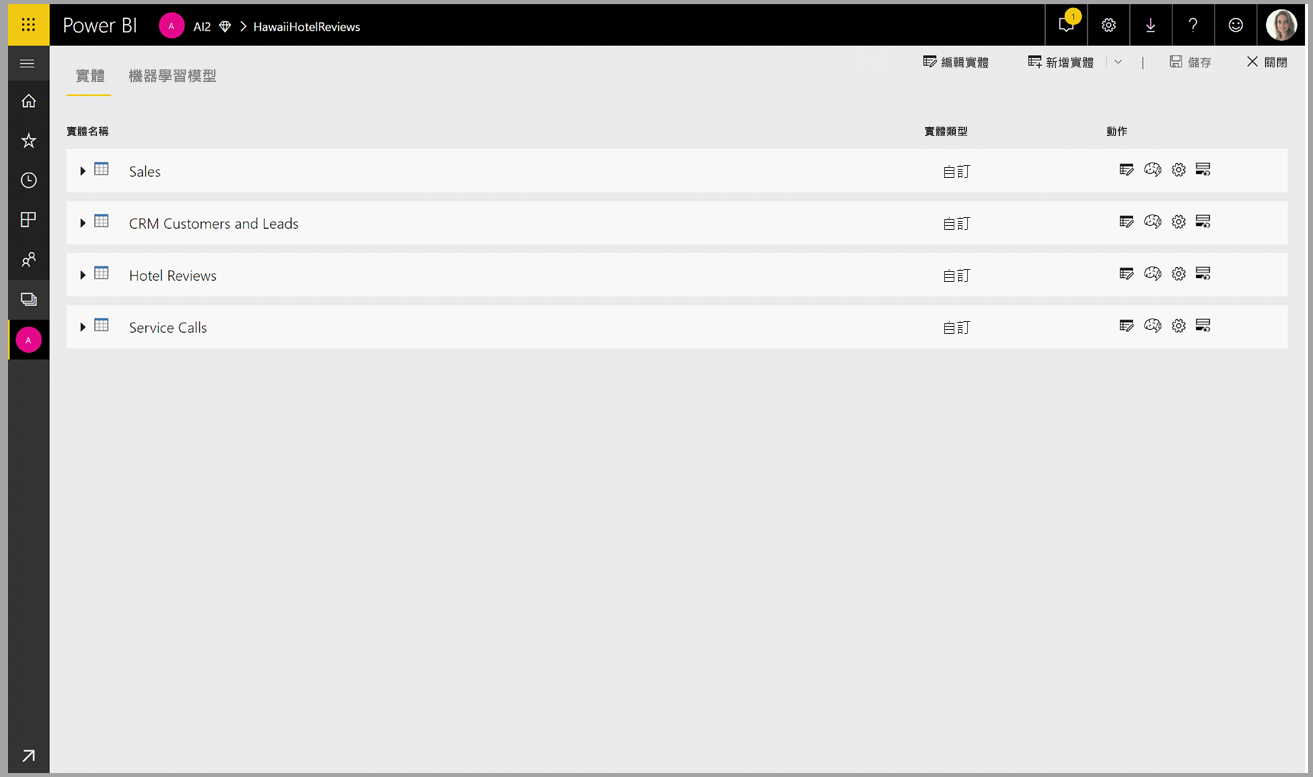 Power BI A AI2 HawaiiHotelReviews 1 ?
實體 機器學習模型 編輯實體 新增實體 | 儲存 關閉
實體名稱 實體類型 動作
Sales 自訂
CRM Customers and Leads 自訂
Hotel Reviews 自訂
Service Calls 自訂
A